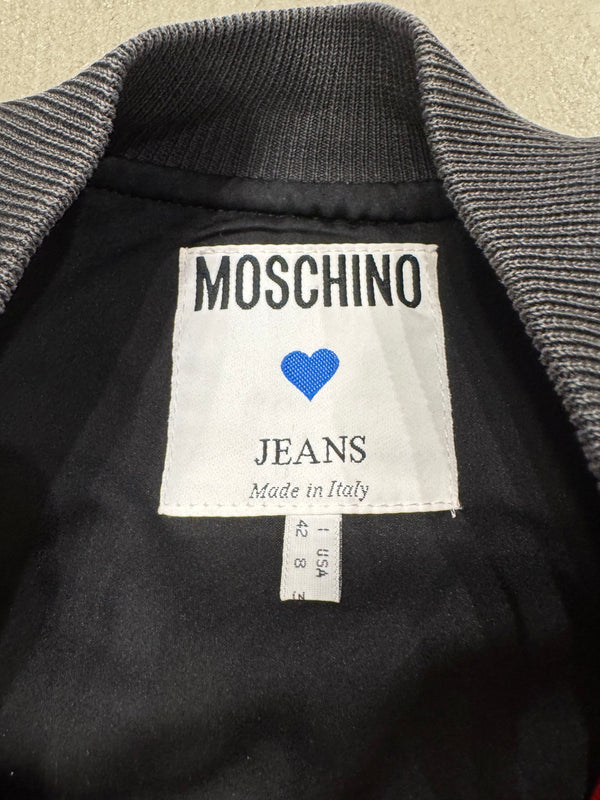 MOSCHINO
JEANS
Made in Italy
I USA
42 8